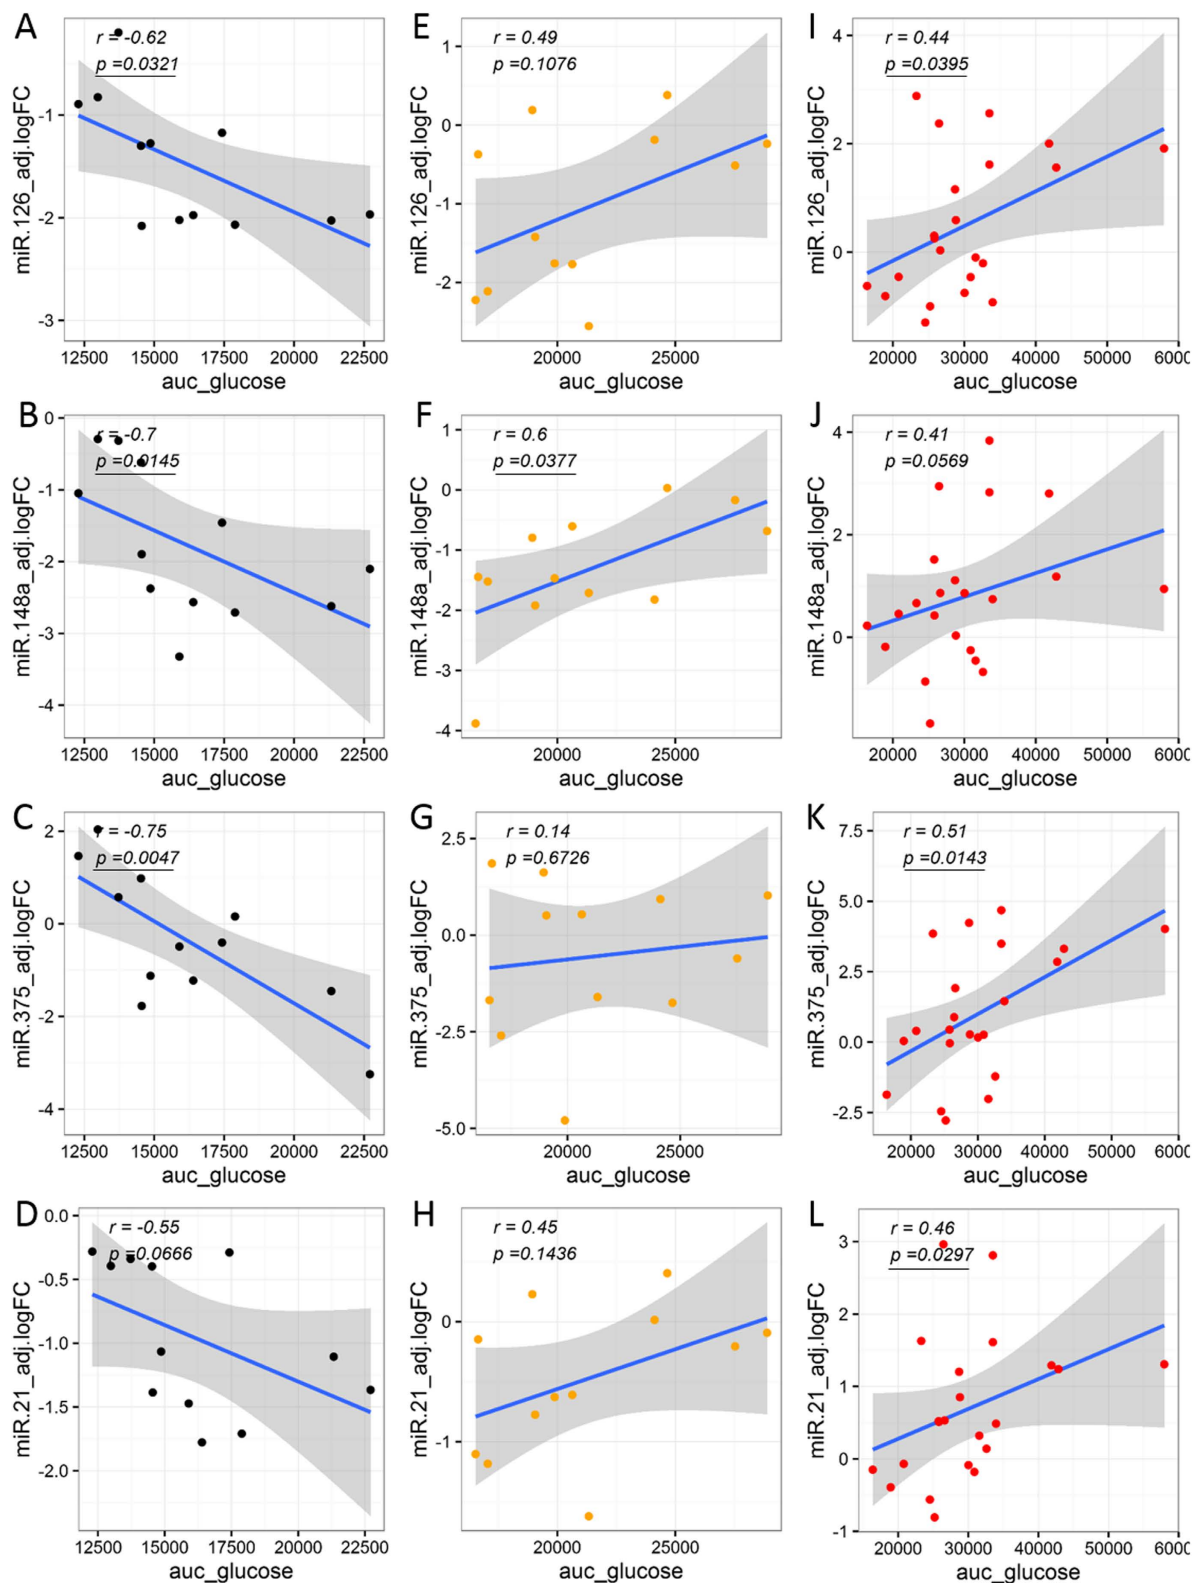 A
r = -0.62
p =0.0321
miR.126_adj.logFC
-1
-2
-3
12500 15000 17500 20000 22500
auc_glucose
E
r = 0.49
p =0.1076
miR.126_adj.logFC
1
0
-1
-2
20000 25000
auc_glucose
I
r = 0.44
p =0.0395
miR.126_adj.logFC
4
2
0
20000 30000 40000 50000 6000
auc_glucose
B
r = -0.7
p =0.0145
miR.148a_adj.logFC
0
-1
-2
-3
-4
12500 15000 17500 20000 22500
auc_glucose
F
r = 0.6
p =0.0377
miR.148a_adj.logFC
1
0
-1
-2
-3
-4
20000 25000
auc_glucose
J
r = 0.41
p =0.0569
miR.148a_adj.logFC
4
2
0
20000 30000 40000 50000 6000
auc_glucose
C
r = -0.75
p =0.0047
miR.375_adj.logFC
2
0
-2
-4
12500 15000 17500 20000 22500
auc_glucose
G
r = 0.14
p =0.6726
miR.375_adj.logFC
2.5
0.0
-2.5
-5.0
20000 25000
auc_glucose
K
r = 0.51
p =0.0143
miR.375_adj.logFC
7.5
5.0
2.5
0.0
-2.5
20000 30000 40000 50000 6000
auc_glucose
D
r = -0.55
p =0.0666
miR.21_adj.logFC
0.0
-0.5
-1.0
-1.5
-2.0
12500 15000 17500 20000 22500
auc_glucose
H
r = 0.45
p =0.1436
miR.21_adj.logFC
0
-1
20000 25000
auc_glucose
L
r = 0.46
p =0.0297
miR.21_adj.logFC
3
2
1
0
-1
20000 30000 40000 50000 6000
auc_glucose